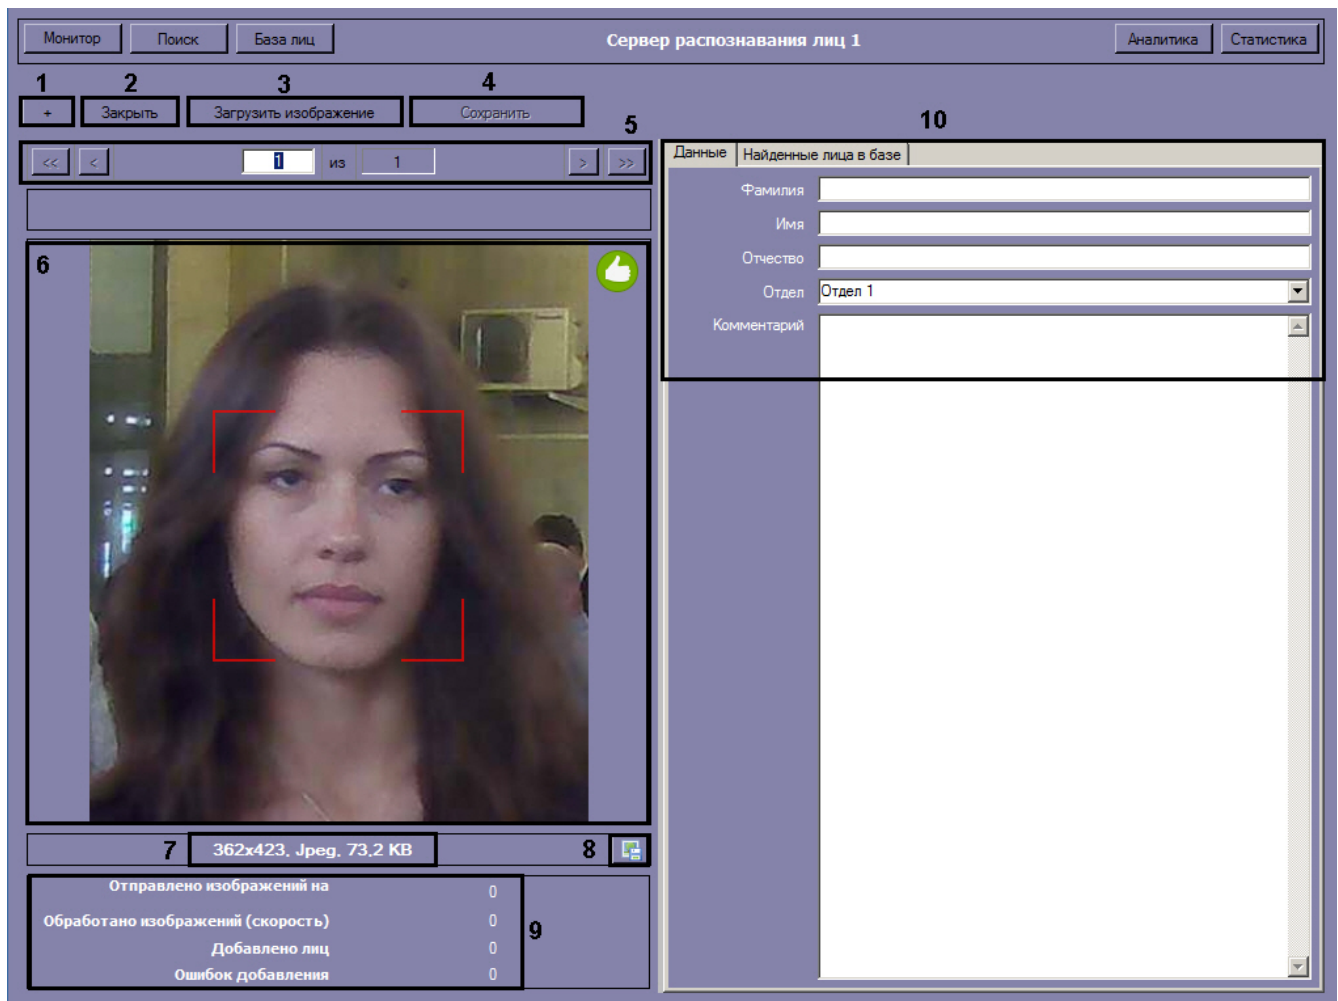 Монитор Поиск База лиц Сервер распознавания лиц 1 Аналитика Статистика
1 2 3 4
+ Закрыть Загрузить изображение Сохранить
5 10
<< < 1 из 1 > >>
Данные Найденные лица в базе
Фамилия
Имя
Отчество
Отдел Отдел 1
Комментарий
6
7 362x423, Jpeg, 73,2 KB 8
Отправлено изображений на 0
Обработано изображений (скорость) 0
9
Добавлено лиц 0
Ошибок добавления 0